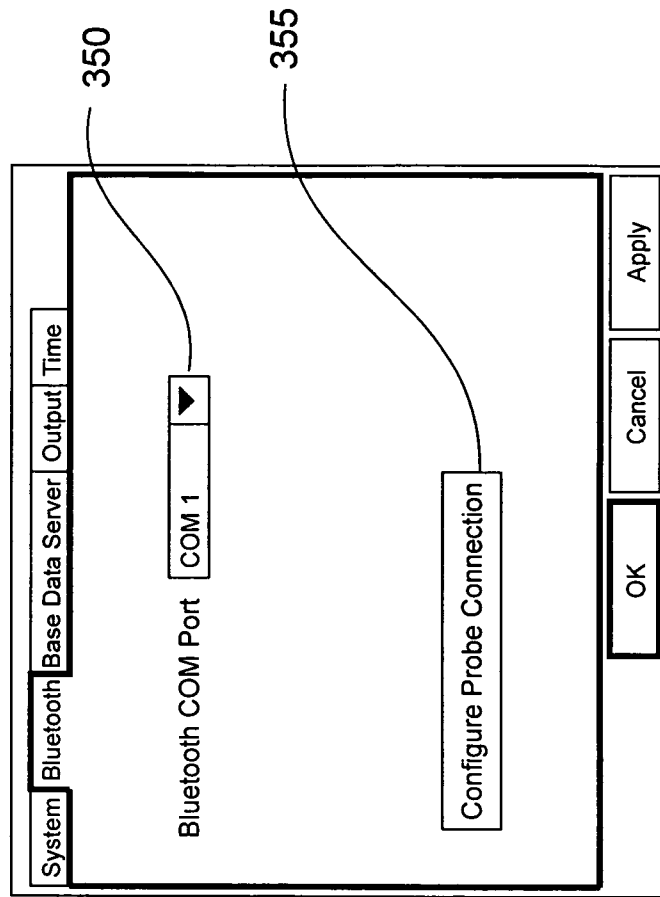 System Bluetooth Base Data Server Output Time
Bluetooth COM Port COM 1
350
Configure Probe Connection
355
OK Cancel Apply